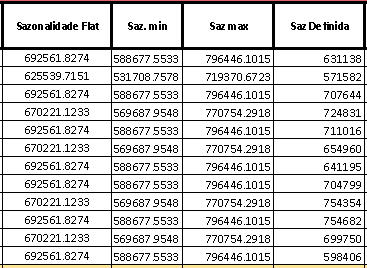 Sazonalidade Flat Saz. min Saz max Saz Definida
692561.8274 588677.5533 796446.1015 631138
625539.7151 531708.7578 719370.6723 571582
692561.8274 588677.5533 796446.1015 707644
670221.1233 569687.9548 770754.2918 724831
692561.8274 588677.5533 796446.1015 711016
670221.1233 569687.9548 770754.2918 654960
692561.8274 588677.5533 796446.1015 641195
692561.8274 588677.5533 796446.1015 704799
670221.1233 569687.9548 770754.2918 754354
692561.8274 588677.5533 796446.1015 754682
670221.1233 569687.9548 770754.2918 699750
692561.8274 588677.5533 796446.1015 598406